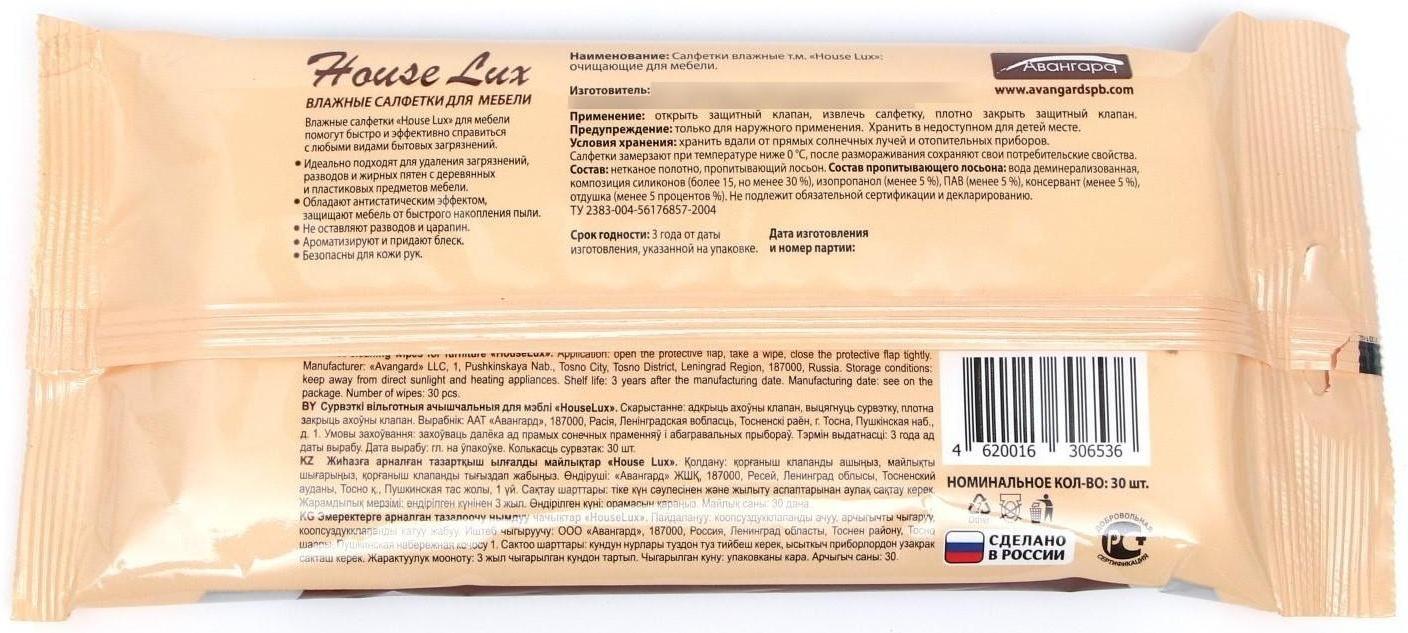 House Lux
ВЛАЖНЫЕ САЛФЕТКИ ДЛЯ МЕБЕЛИ
Влажные салфетки «House Lux» для мебели
помогут быстро и эффективно справиться
с любыми видами бытовых загрязнений.
• Идеально подходят для удаления загрязнений,
разводов и жирных пятен с деревянных
и пластиковых предметов мебели.
• Обладают антистатическим эффектом,
защищают мебель от быстрого накопления пыли.
• Не оставляют разводов и царапин.
• Ароматизируют и придают блеск.
• Безопасны для кожи рук.
Наименование: Салфетки влажные т.м. «House Lux»:
очищающие для мебели.
Изготовитель:
Авангард
www.avangardspb.com
Применение: открыть защитный клапан, извлечь салфетку, плотно закрыть защитный клапан.
Предупреждение: только для наружного применения. Хранить в недоступном для детей месте.
Условия хранения: хранить вдали от прямых солнечных лучей и отопительных приборов.
Салфетки замерзают при температуре ниже 0 °C, после размораживания сохраняют свои потребительские свойства.
Состав: нетканое полотно, пропитывающий лосьон. Состав пропитывающего лосьона: вода деминерализованная,
композиция силиконов (более 15, но менее 30 %), изопропанол (менее 5 %), ПАВ (менее 5 %), консервант (менее 5 %),
отдушка (менее 5 процентов %). Не подлежит обязательной сертификации и декларированию.
ТУ 2383-004-56176857-2004
Срок годности: 3 года от даты
изготовления, указанной на упаковке.
Дата изготовления
и номер партии:
cleaning wipes for furniture «HouseLux». Application: open the protective flap, take a wipe, close the protective flap tightly.
Manufacturer: «Avangard» LLC, 1, Pushkinskaya Nab., Tosno City, Tosno District, Leningrad Region, 187000, Russia. Storage conditions:
keep away from direct sunlight and heating appliances. Shelf life: 3 years after the manufacturing date. Manufacturing date: see on the
package. Number of wipes: 30 pcs.
BY Сурвэткі вільготныя ачышчальныя для мэблі «HouseLux». Скарыстанне: адкрыць ахоўны клапан, выцягнуць сурвэтку, плотна
закрыць ахоўны клапан. Вырабнік: ААТ «Авангард», 187000, Расія, Ленінградская вобласць, Тосненскі раён, г. Тосна, Пушкінская наб.,
д. 1. Умовы захоўвання: захоўваць далёка ад прамых сонечных праменняў і абагравальных прыбораў. Тэрмін выдатнасці: 3 года ад
даты вырабу. Дата вырабу: гл. на ўпакоўке. Колькасць сурвэтак: 30 шт.
KZ Жиһазға арналған тазартқыш ылғалды майлықтар «House Lux». Қолдану: қорғаныш клапанды ашыңыз, майлықты
шығарыңыз, қорғаныш клапанды тығыздап жабыңыз. Өндіруші: «Авангард» ЖШҚ, 187000, Ресей, Ленинград облысы, Тосненский
ауданы, Тосно қ., Пушкинская тас жолы, 1 үй. Сақтау шарттары: тіке күн сәулесінен және жылыту аспаптарынан аулақ сақтау керек.
Жарамдылық мерзімі: өндірілген күнінен 3 жыл. Өндірілген күні: орамасын қараңыз. Майлық саны: 30 дана.
KG Эмеректерге арналган тазалоочу нымдуу чачыктар «HouseLux». Пайдалануу: коопсуздукклапанды ачуу, арчыгычты чыгаруу,
коопсуздукклапанды катуу жабуу. Иштеб чыгыруучу: ООО «Авангард», 187000, Россия, Ленинград областы, Тоснен району, Тосно
шаары, Пушкинская набережная көчосу 1. Сактоо шарттары: кундун нурлары туздон туз тийбеш керек, ысыткыч приборлордон узакрак
сакташ керек. Жарактуулук мооноту: 3 жыл чыгарылган кундон тартып. Чыгарылган куну: упаковканы кара. Арчыгыч саны: 30.
4 620016 306536
НОМИНАЛЬНОЕ КОЛ-ВО: 30 шт.
Other
СДЕЛАНО
В РОССИИ
ДОБРОВОЛЬНАЯ
СЕРТИФИКАЦИЯ